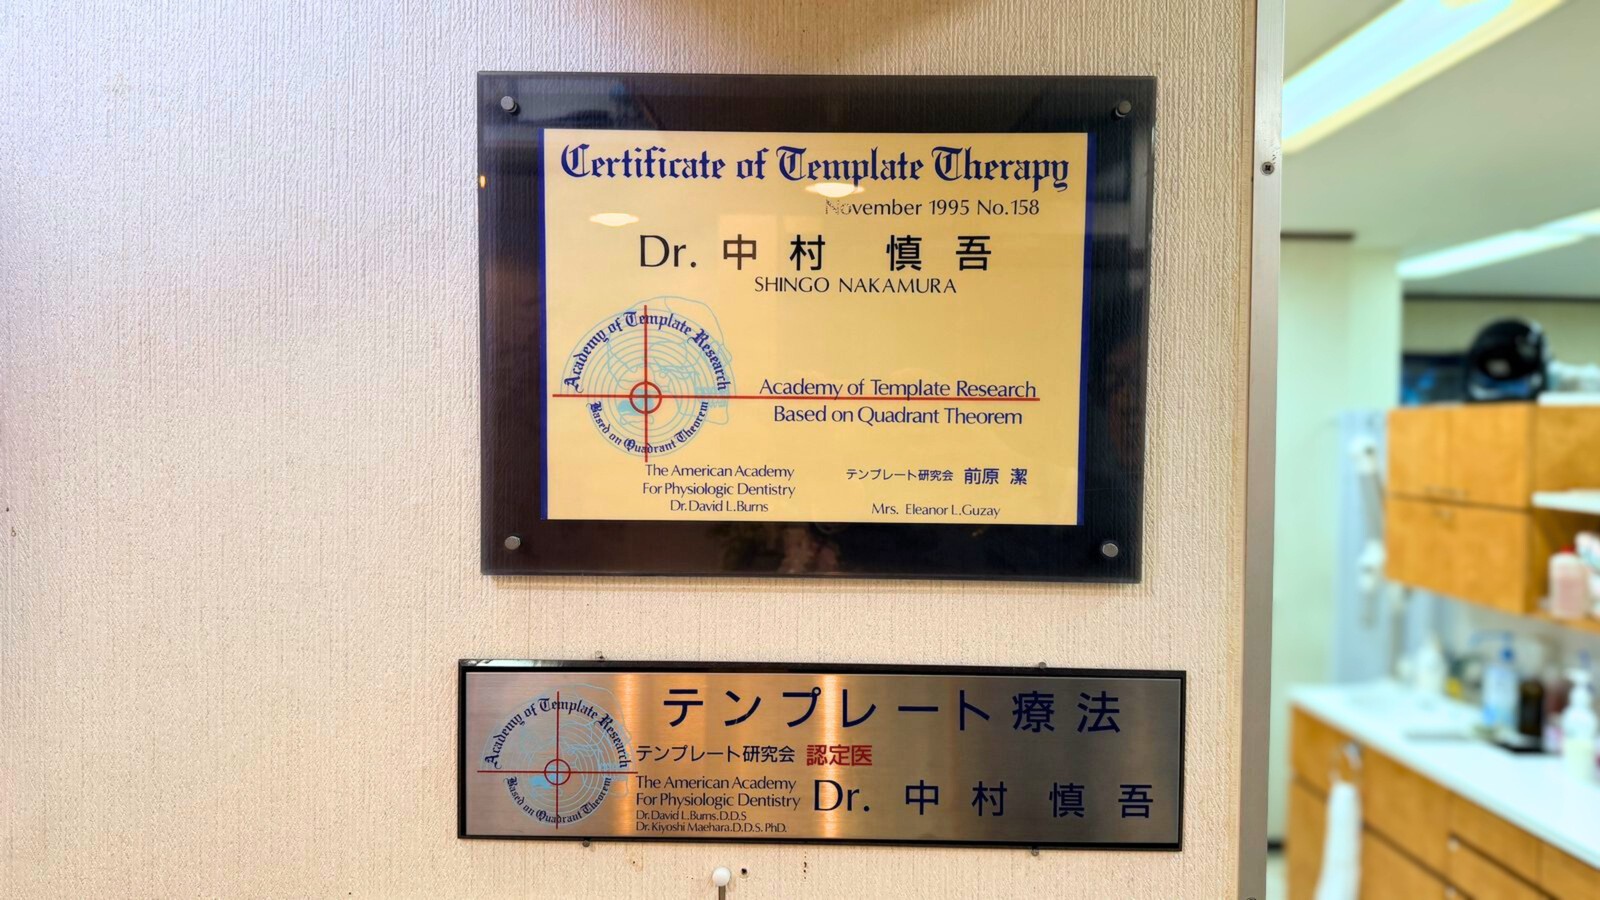 Certificate of Template Therapy
November 1995 No.158
Dr. 中村 慎吾
SHINGO NAKAMURA
Academy of Template Research
Based on Quadrant Theorem
Academy of Template Research
Based on Quadrant Theorem
The American Academy
For Physiologic Dentistry
Dr. David L.Burns
テンプレート研究会 前原 潔
Mrs. Eleanor L.Guzay
Academy of Template Research
Based on Quadrant Theorem
テンプレート療法
テンプレート研究会 認定医
The American Academy
For Physiologic Dentistry
Dr. David L.Burns.D.D.S
Dr. Kiyoshi Maehara.D.D.S. PhD.
Dr. 中村 慎吾